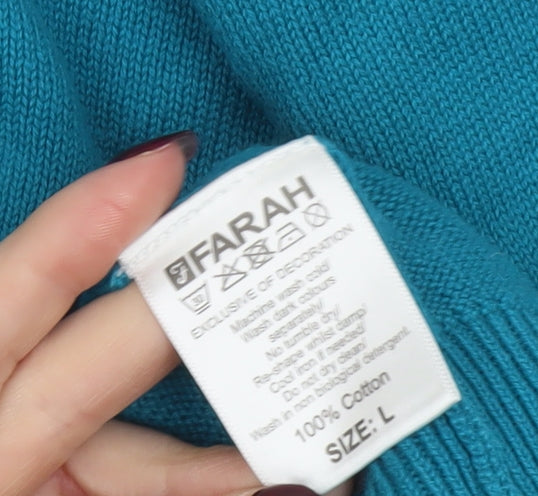 F FARAH
30
EXCLUSIVE OF DECORATION
Machine wash cold/
Wash dark colours
separately/
No tumble dry/
Re-shape whilst damp/
Cool iron if needed/
Do not dry clean/
Wash in non biological detergent.
100% Cotton
SIZE: L